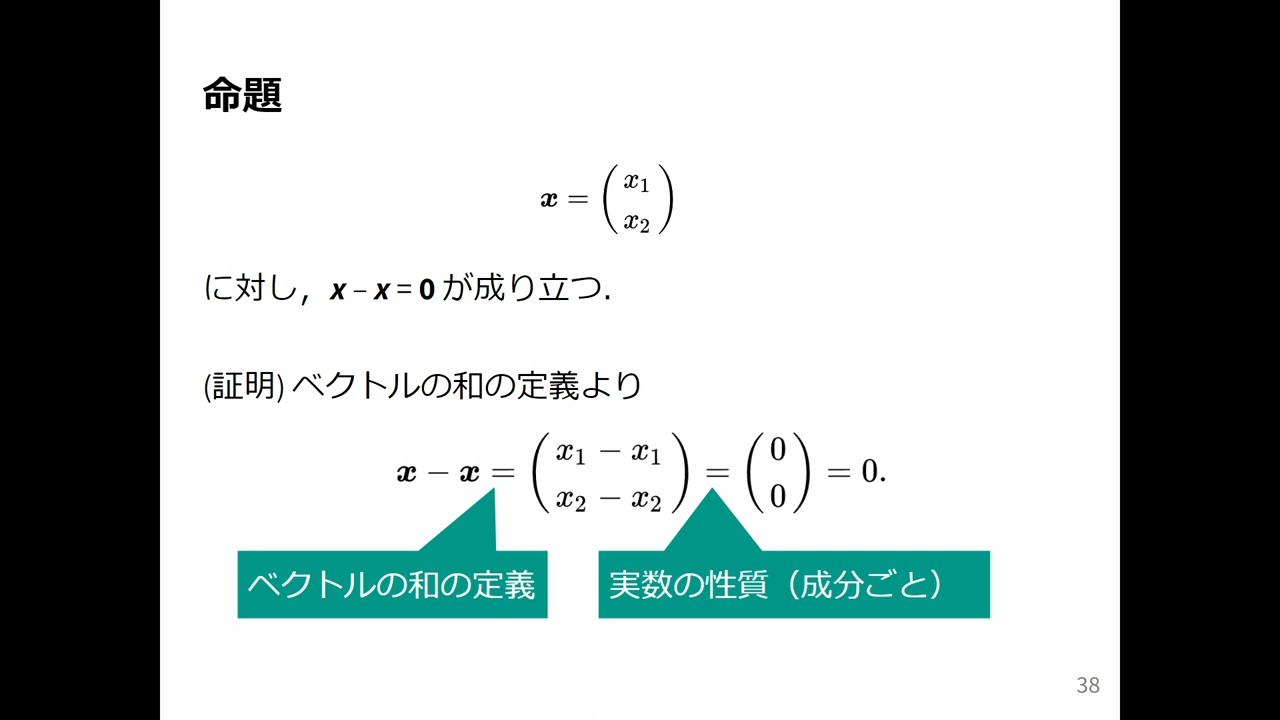 命題
x = (x₁ x₂)
に対し，x – x = 0 が成り立つ.
(証明) ベクトルの和の定義より
x − x = (x₁ − x₁ x₂ − x₂) = (0 0) = 0.
ベクトルの和の定義
実数の性質（成分ごと）
38